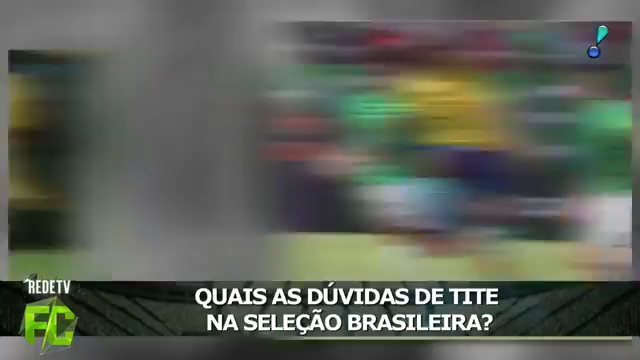 REDETV
FC
QUAIS AS DÚVIDAS DE TITE
NA SELEÇÃO BRASILEIRA?